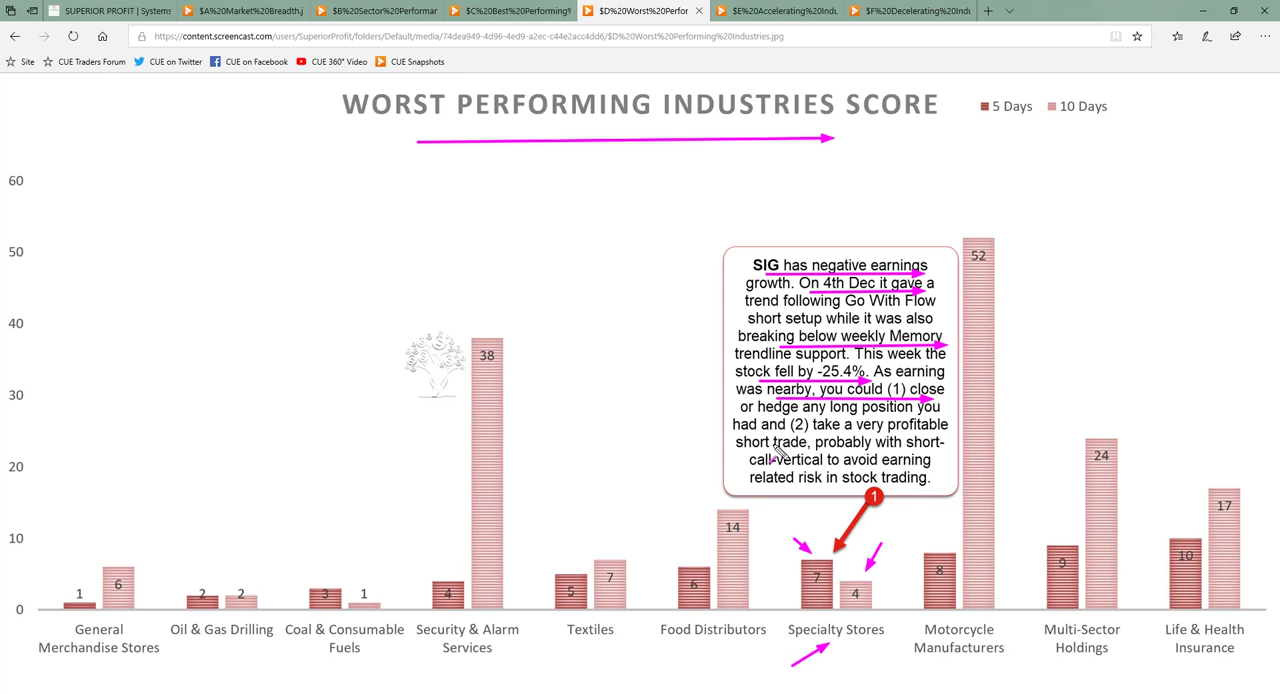 SUPERIOR PROFIT | Systems
$A%20Market%20Breadth.j
$B%20Sector%20Performar
$C%20Best%20Performing%
$D%20Worst%20Perfor
$E%20Accelerating%20Indu
$F%20Decelerating%20Indu
https://content.screencast.com/users/SuperiorProfit/folders/Default/media/74dea949-4d96-4ed9-a2ec-c44e2acc4dd6/$D%20Worst%20Performing%20Industries.jpg
Site
CUE Traders Forum
CUE on Twitter
CUE on Facebook
CUE 360° Video
CUE Snapshots
WORST PERFORMING INDUSTRIES SCORE
5 Days
10 Days
60
50
40
30
20
10
0
SIG has negative earnings
growth. On 4th Dec it gave a
trend following Go With Flow
short setup while it was also
breaking below weekly Memory
trendline support. This week the
stock fell by -25.4%. As earning
was nearby, you could (1) close
or hedge any long position you
had and (2) take a very profitable
short trade, probably with short-
call-vertical to avoid earning
related risk in stock trading.
1
1
6
2
2
3
1
4
38
5
7
6
14
7
4
8
52
9
24
10
17
General
Merchandise Stores
Oil & Gas Drilling
Coal & Consumable
Fuels
Security & Alarm
Services
Textiles
Food Distributors
Specialty Stores
Motorcycle
Manufacturers
Multi-Sector
Holdings
Life & Health
Insurance